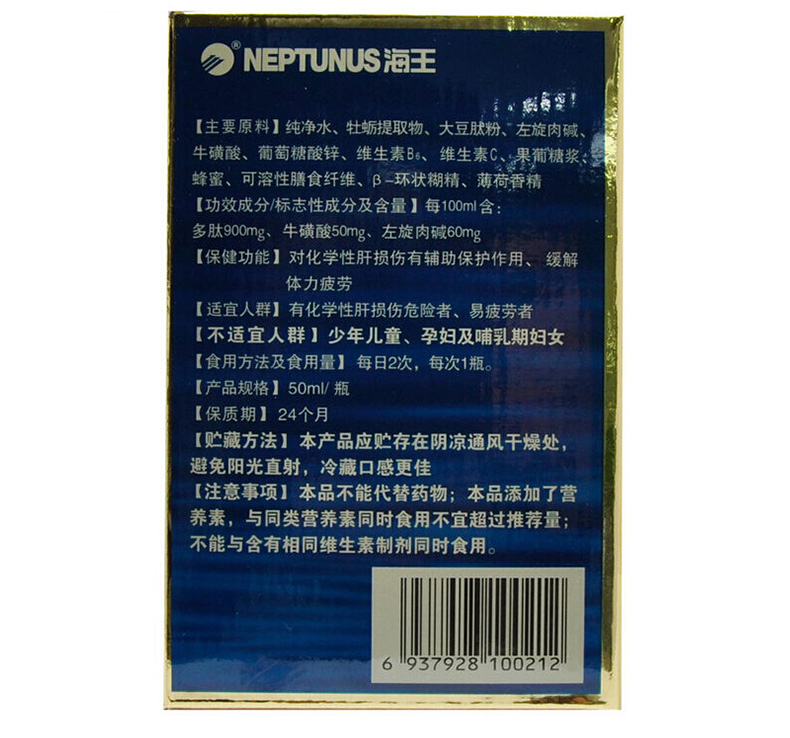 ® NEPTUNUS海王
【主要原料】纯净水、牡蛎提取物、大豆肽粉、左旋肉碱、
牛磺酸、葡萄糖酸锌、维生素B₆、维生素C、果葡糖浆、
蜂蜜、可溶性膳食纤维、β-环状糊精、薄荷香精
【功效成分/标志性成分及含量】每100ml含:
多肽900mg、牛磺酸50mg、左旋肉碱60mg
【保健功能】对化学性肝损伤有辅助保护作用、缓解
体力疲劳
【适宜人群】有化学性肝损伤危险者、易疲劳者
【不适宜人群】少年儿童、孕妇及哺乳期妇女
【食用方法及食用量】每日2次，每次1瓶。
【产品规格】50ml/瓶
【保质期】24个月
【贮藏方法】本产品应贮存在阴凉通风干燥处，
避免阳光直射，冷藏口感更佳
【注意事项】本品不能代替药物；本品添加了营
养素，与同类营养素同时食用不宜超过推荐量；
不能与含有相同维生素制剂同时食用。
6 937928 100212